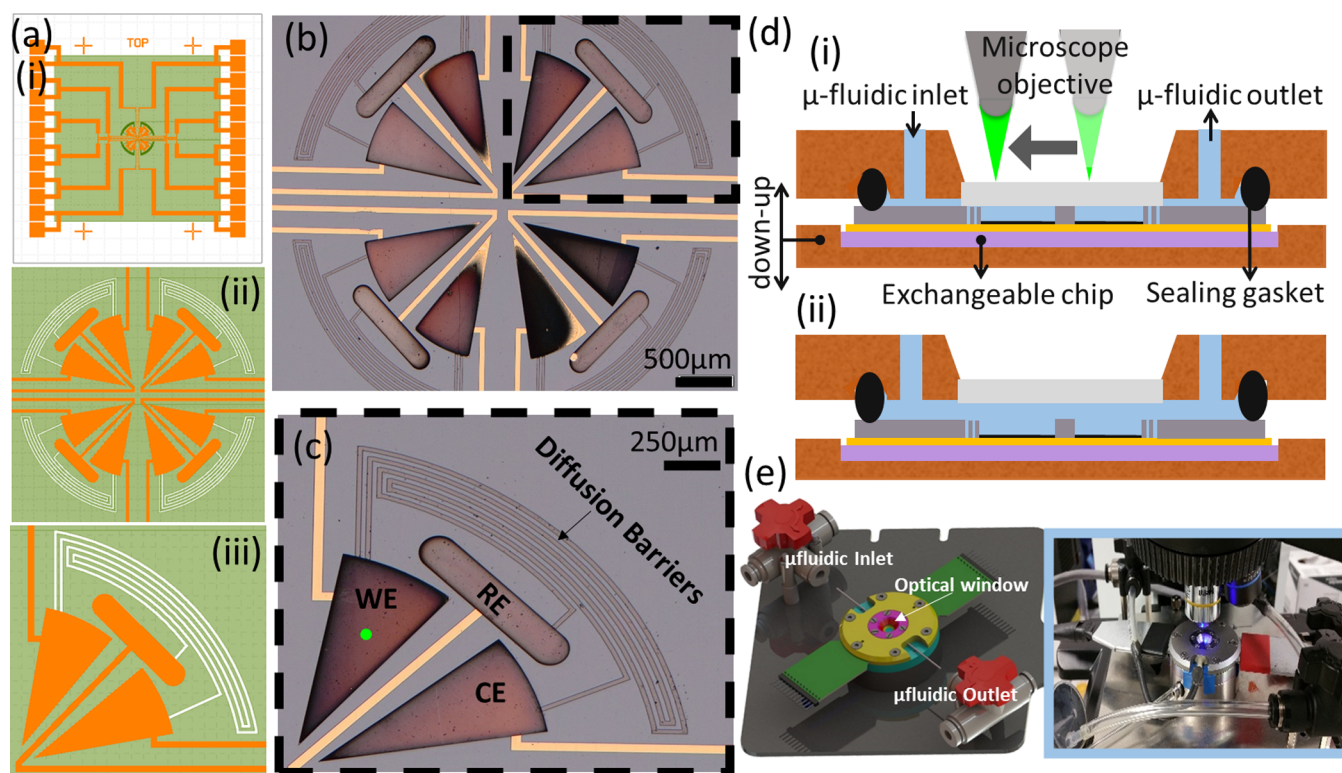 (a)
(i)
TOP
(ii)
(iii)
(b)
500µm
(c)
250µm
Diffusion Barriers
WE
RE
CE
(d)
(i)
Microscope
objective
µ-fluidic inlet
µ-fluidic outlet
down-up
Exchangeable chip
Sealing gasket
(ii)
(e)
µfluidic Inlet
Optical window
µfluidic Outlet